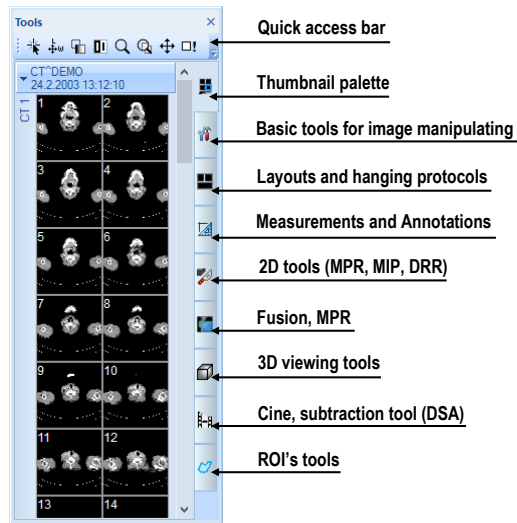 Tools
Quick access bar
CT^DEMO
24.2.2003 13:12:10
CT 1
1 2
3 4
5 6
7 8
9 10
11 12
13 14
Thumbnail palette
Basic tools for image manipulating
Layouts and hanging protocols
Measurements and Annotations
2D tools (MPR, MIP, DRR)
Fusion, MPR
3D viewing tools
Cine, subtraction tool (DSA)
ROI's tools